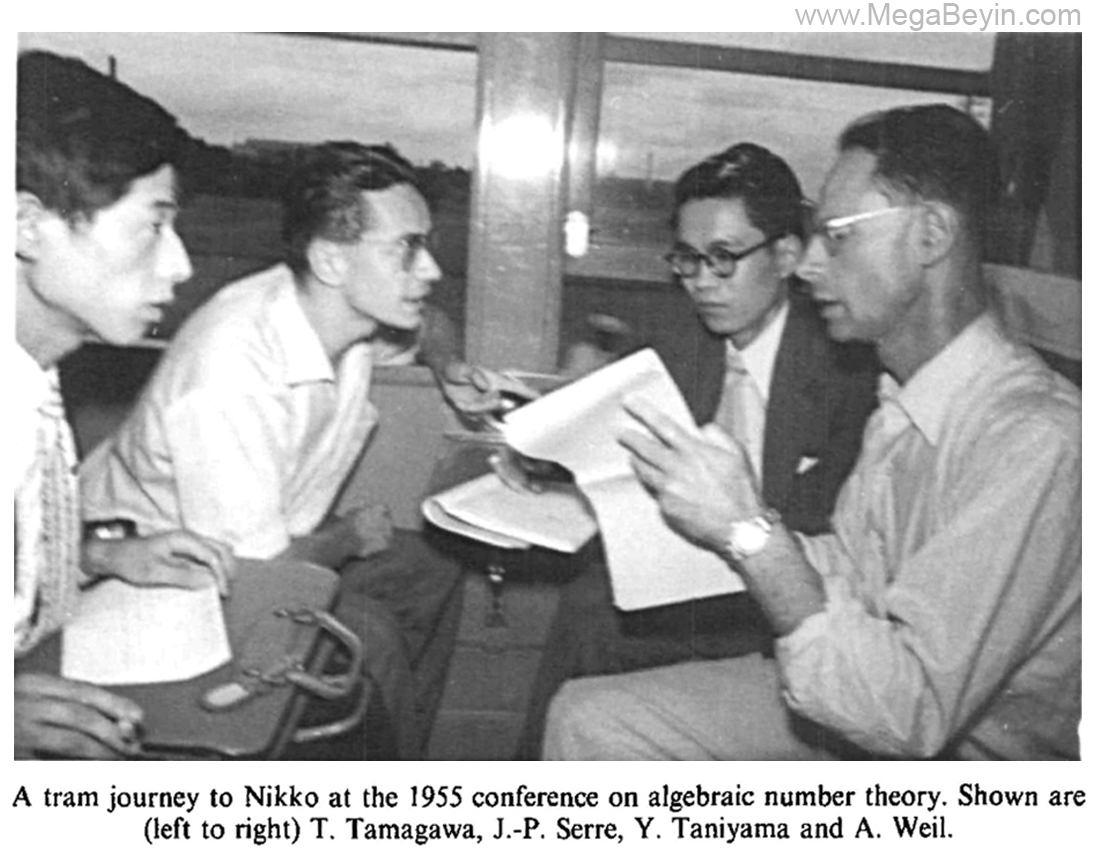 www.MegaBeyin.com
A tram journey to Nikko at the 1955 conference on algebraic number theory. Shown are
(left to right) T. Tamagawa, J.-P. Serre, Y. Taniyama and A. Weil.